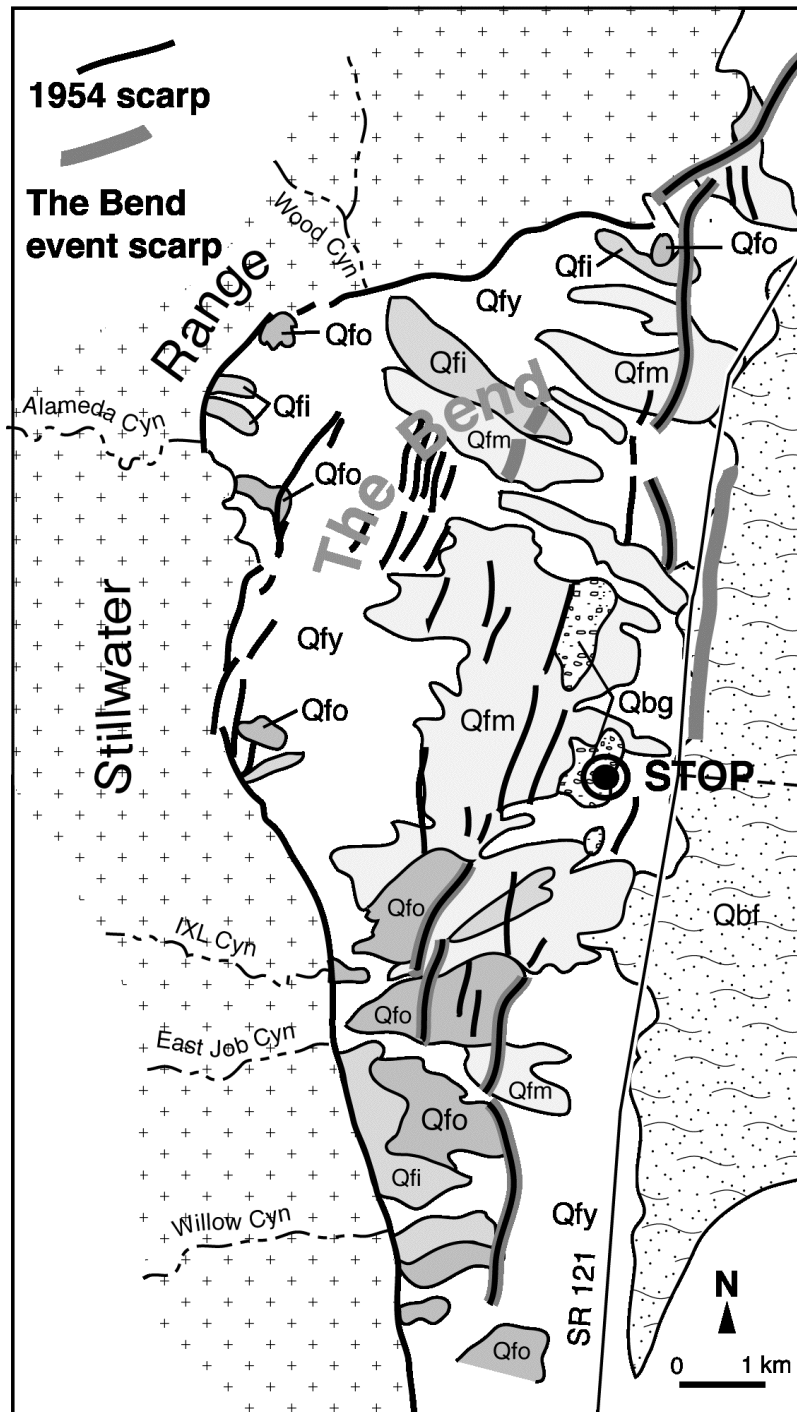 1954 scarp
The Bend
event scarp
Wood Cyn
Qfo
Qfi
Range
Qfy
Qfo
Qfi
Qfm
Alameda Cyn
Qfi
Qfm
The Bend
Qfo
Stillwater
Qfy
Qbg
Qfo
Qfm
STOP
Qfo
Qbf
IXL Cyn
Qfo
East Job Cyn
Qfm
Qfo
Qfi
Willow Cyn
Qfy
SR 121
N
Qfo
0 1 km